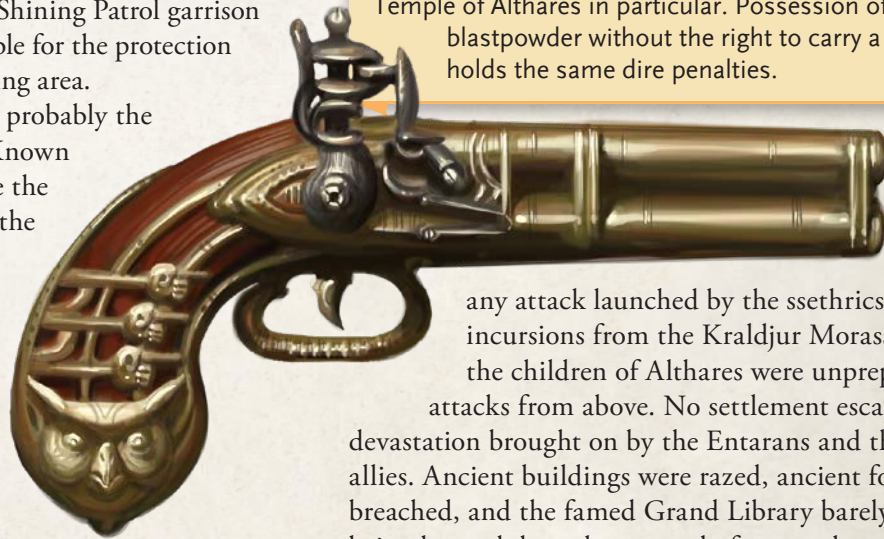 Shining Patrol garrison
ble for the protection
ng area.
probably the
Known
e the
the
Temple of Althares in particular. Possession of
blastpowder without the right to carry a
holds the same dire penalties.
any attack launched by the ssethrics
incursions from the Kraldjur Moras
the children of Althares were unprep
attacks from above. No settlement esca
devastation brought on by the Entarans and th
allies. Ancient buildings were razed, ancient fo
breached, and the famed Grand Library barely